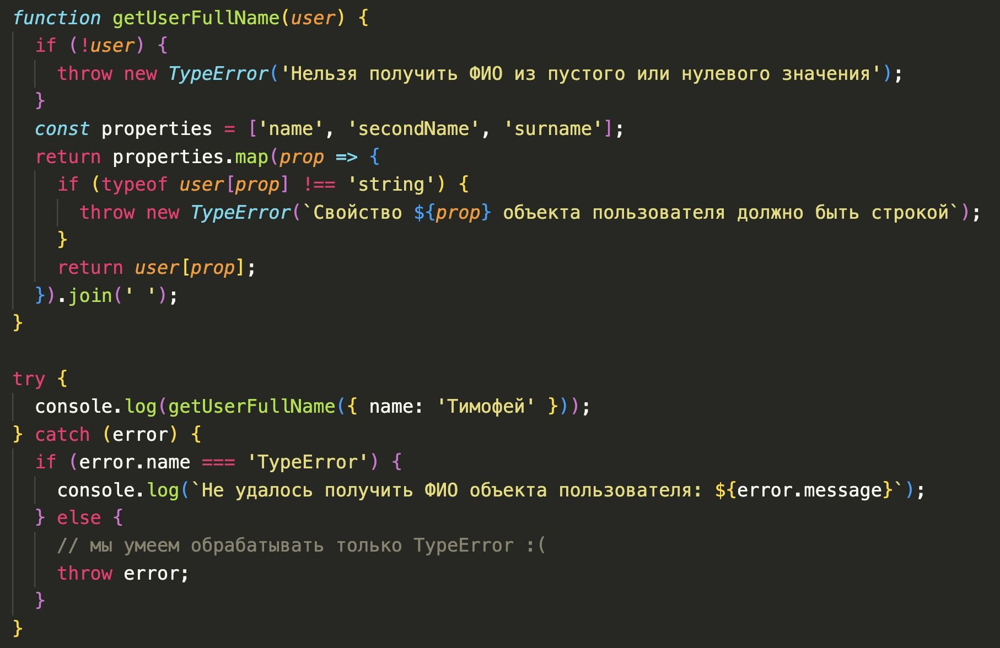 function getUserFullName(user) {
  if (!user) {
    throw new TypeError('Нельзя получить ФИО из пустого или нулевого значения');
  }
  const properties = ['name', 'secondName', 'surname'];
  return properties.map(prop => {
    if (typeof user[prop] !== 'string') {
      throw new TypeError(`Свойство ${prop} объекта пользователя должно быть строкой`);
    }
    return user[prop];
  }).join(' ');
}

try {
  console.log(getUserFullName({ name: 'Тимофей' }));
} catch (error) {
  if (error.name === 'TypeError') {
    console.log(`Не удалось получить ФИО объекта пользователя: ${error.message}`);
  } else {
    // мы умеем обрабатывать только TypeError :(
    throw error;
  }
}